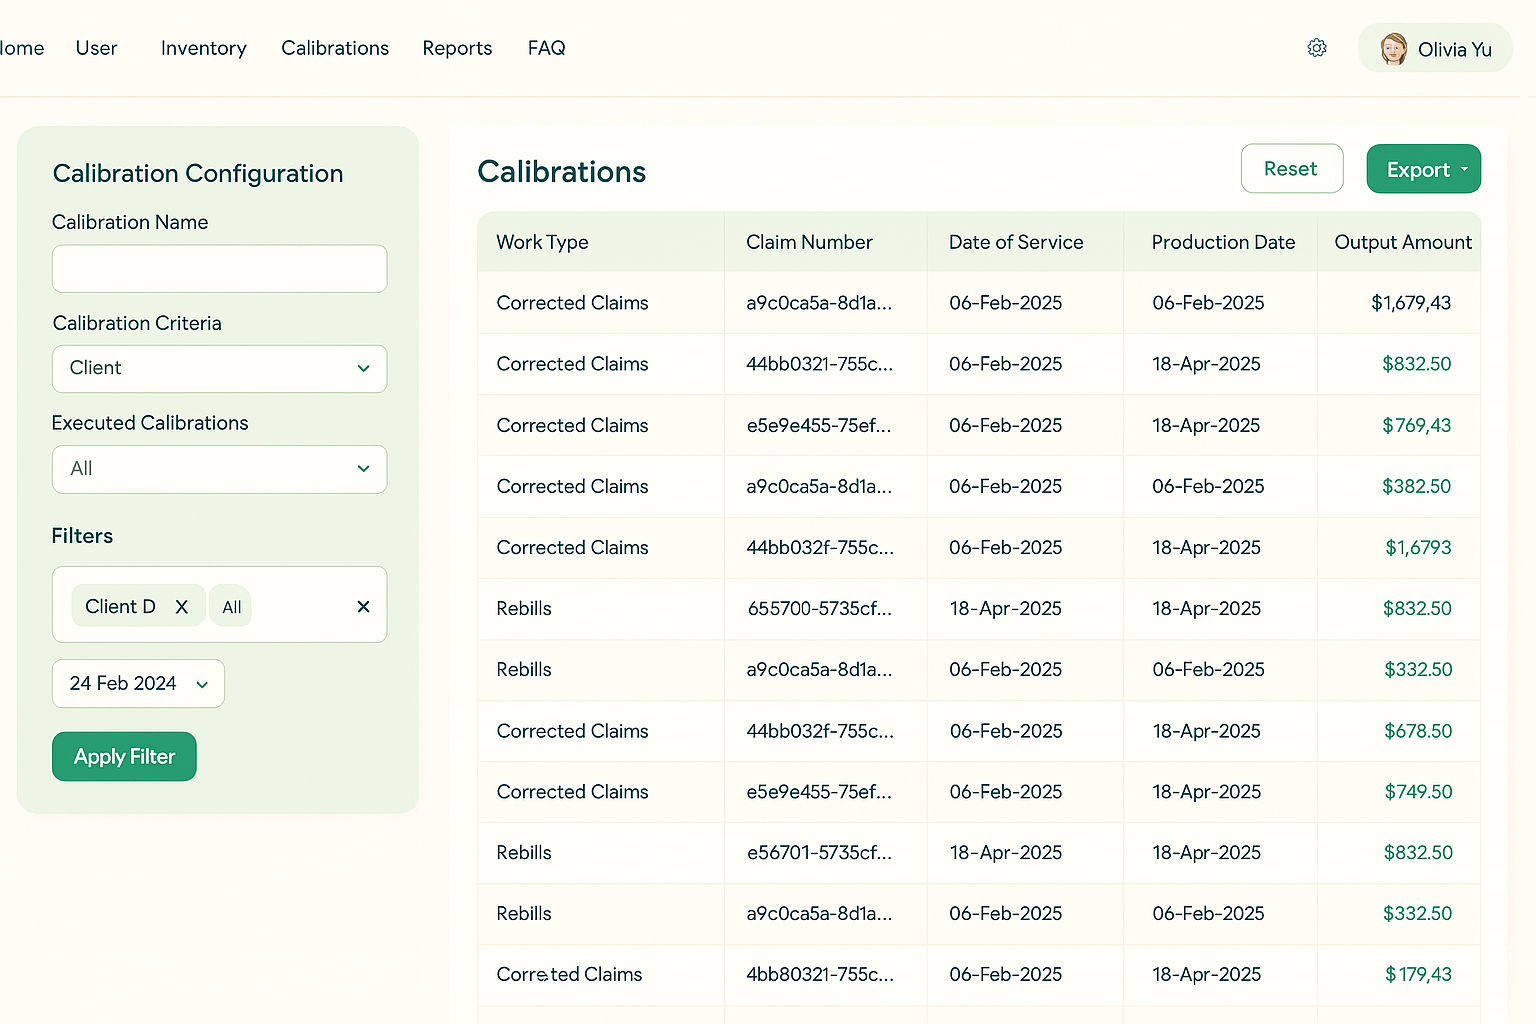 Home User Inventory Calibrations Reports FAQ Olivia Yu
Calibration Configuration
Calibration Name
Calibration Criteria
Client
Executed Calibrations
All
Filters
Client D X All ×
24 Feb 2024
Apply Filter
Calibrations Reset Export
Work Type Claim Number Date of Service Production Date Output Amount
Corrected Claims a9c0ca5a-8d1a... 06-Feb-2025 06-Feb-2025 $1,679,43
Corrected Claims 44bb0321-755c... 06-Feb-2025 18-Apr-2025 $832.50
Corrected Claims e5e9e455-75ef... 06-Feb-2025 18-Apr-2025 $769,43
Corrected Claims a9c0ca5a-8d1a... 06-Feb-2025 06-Feb-2025 $382.50
Corrected Claims 44bb032f-755c... 06-Feb-2025 18-Apr-2025 $1,6793
Rebills 655700-5735cf... 18-Apr-2025 18-Apr-2025 $832.50
Rebills a9c0ca5a-8d1a... 06-Feb-2025 06-Feb-2025 $332.50
Corrected Claims 44bb032f-755c... 06-Feb-2025 18-Apr-2025 $678.50
Corrected Claims e5e9e455-75ef... 06-Feb-2025 18-Apr-2025 $749.50
Rebills e56701-5735cf... 18-Apr-2025 18-Apr-2025 $832.50
Rebills a9c0ca5a-8d1a... 06-Feb-2025 06-Feb-2025 $332.50
Corrected Claims 4bb80321-755c... 06-Feb-2025 18-Apr-2025 $179,43